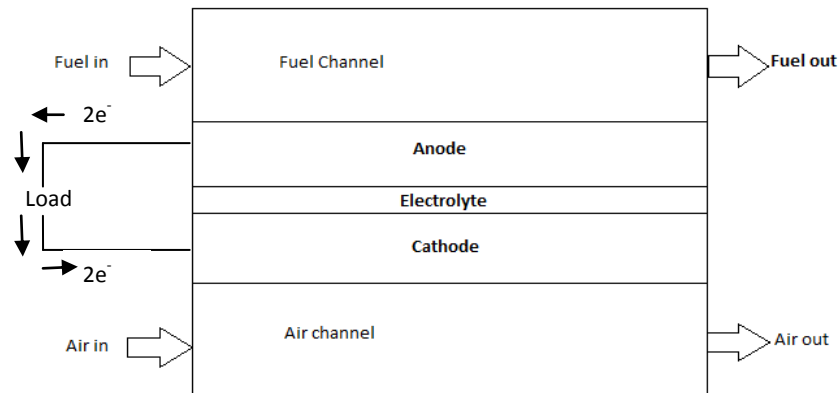 Fuel in
Fuel Channel
Fuel out
2e-
Anode
Load
Electrolyte
Cathode
2e-
Air in
Air channel
Air out